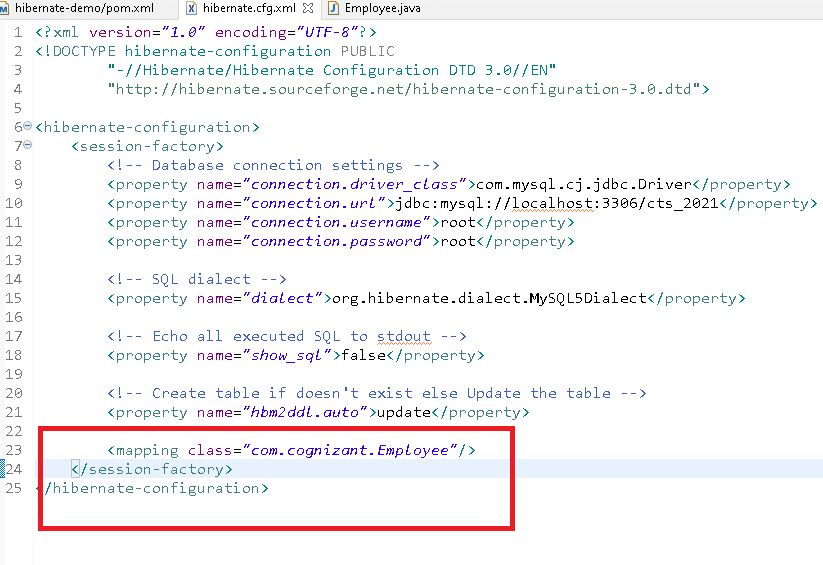 hibernate-demo/pom.xml hibernate.cfg.xml Employee.java
1 <?xml version="1.0" encoding="UTF-8"?>
2 <!DOCTYPE hibernate-configuration PUBLIC
3 "-//Hibernate/Hibernate Configuration DTD 3.0//EN"
4 "http://hibernate.sourceforge.net/hibernate-configuration-3.0.dtd">
5
6 <hibernate-configuration>
7 <session-factory>
8 <!-- Database connection settings -->
9 <property name="connection.driver_class">com.mysql.cj.jdbc.Driver</property>
10 <property name="connection.url">jdbc:mysql://localhost:3306/cts_2021</property>
11 <property name="connection.username">root</property>
12 <property name="connection.password">root</property>
13
14 <!-- SQL dialect -->
15 <property name="dialect">org.hibernate.dialect.MySQL5Dialect</property>
16
17 <!-- Echo all executed SQL to stdout -->
18 <property name="show_sql">false</property>
19
20 <!-- Create table if doesn't exist else Update the table -->
21 <property name="hbm2ddl.auto">update</property>
22
23 <mapping class="com.cognizant.Employee"/>
24 </session-factory>
25 </hibernate-configuration>